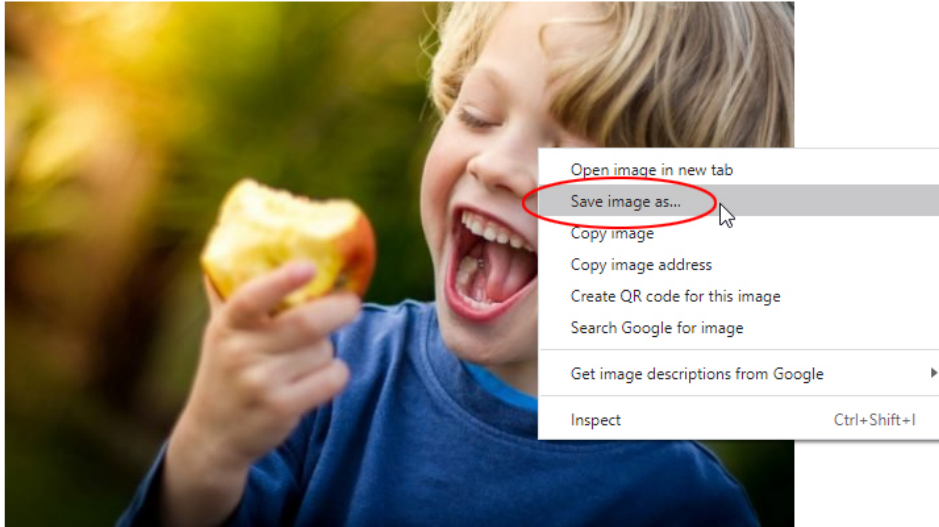 Open image in new tab
Save image as...
Copy image
Copy image address
Create QR code for this image
Search Google for image
Get image descriptions from Google
Inspect Ctrl+Shift+I